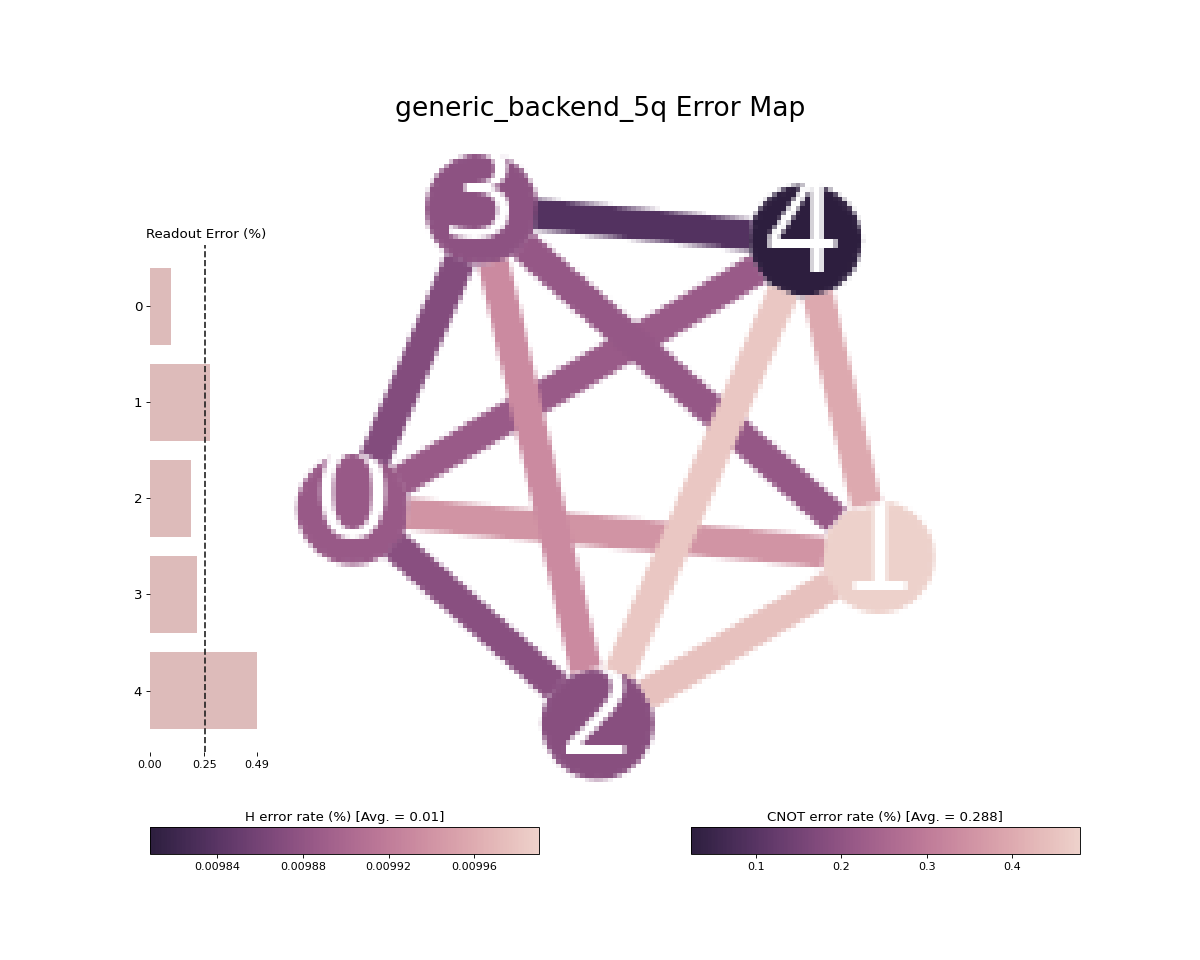 generic_backend_5q Error Map
3
4
Readout Error (%)
0
1
2
3
4
0
1
2
0.00 0.25 0.49
H error rate (%) [Avg. = 0.01]
CNOT error rate (%) [Avg. = 0.288]
0.00984 0.00988 0.00992 0.00996
0.1 0.2 0.3 0.4